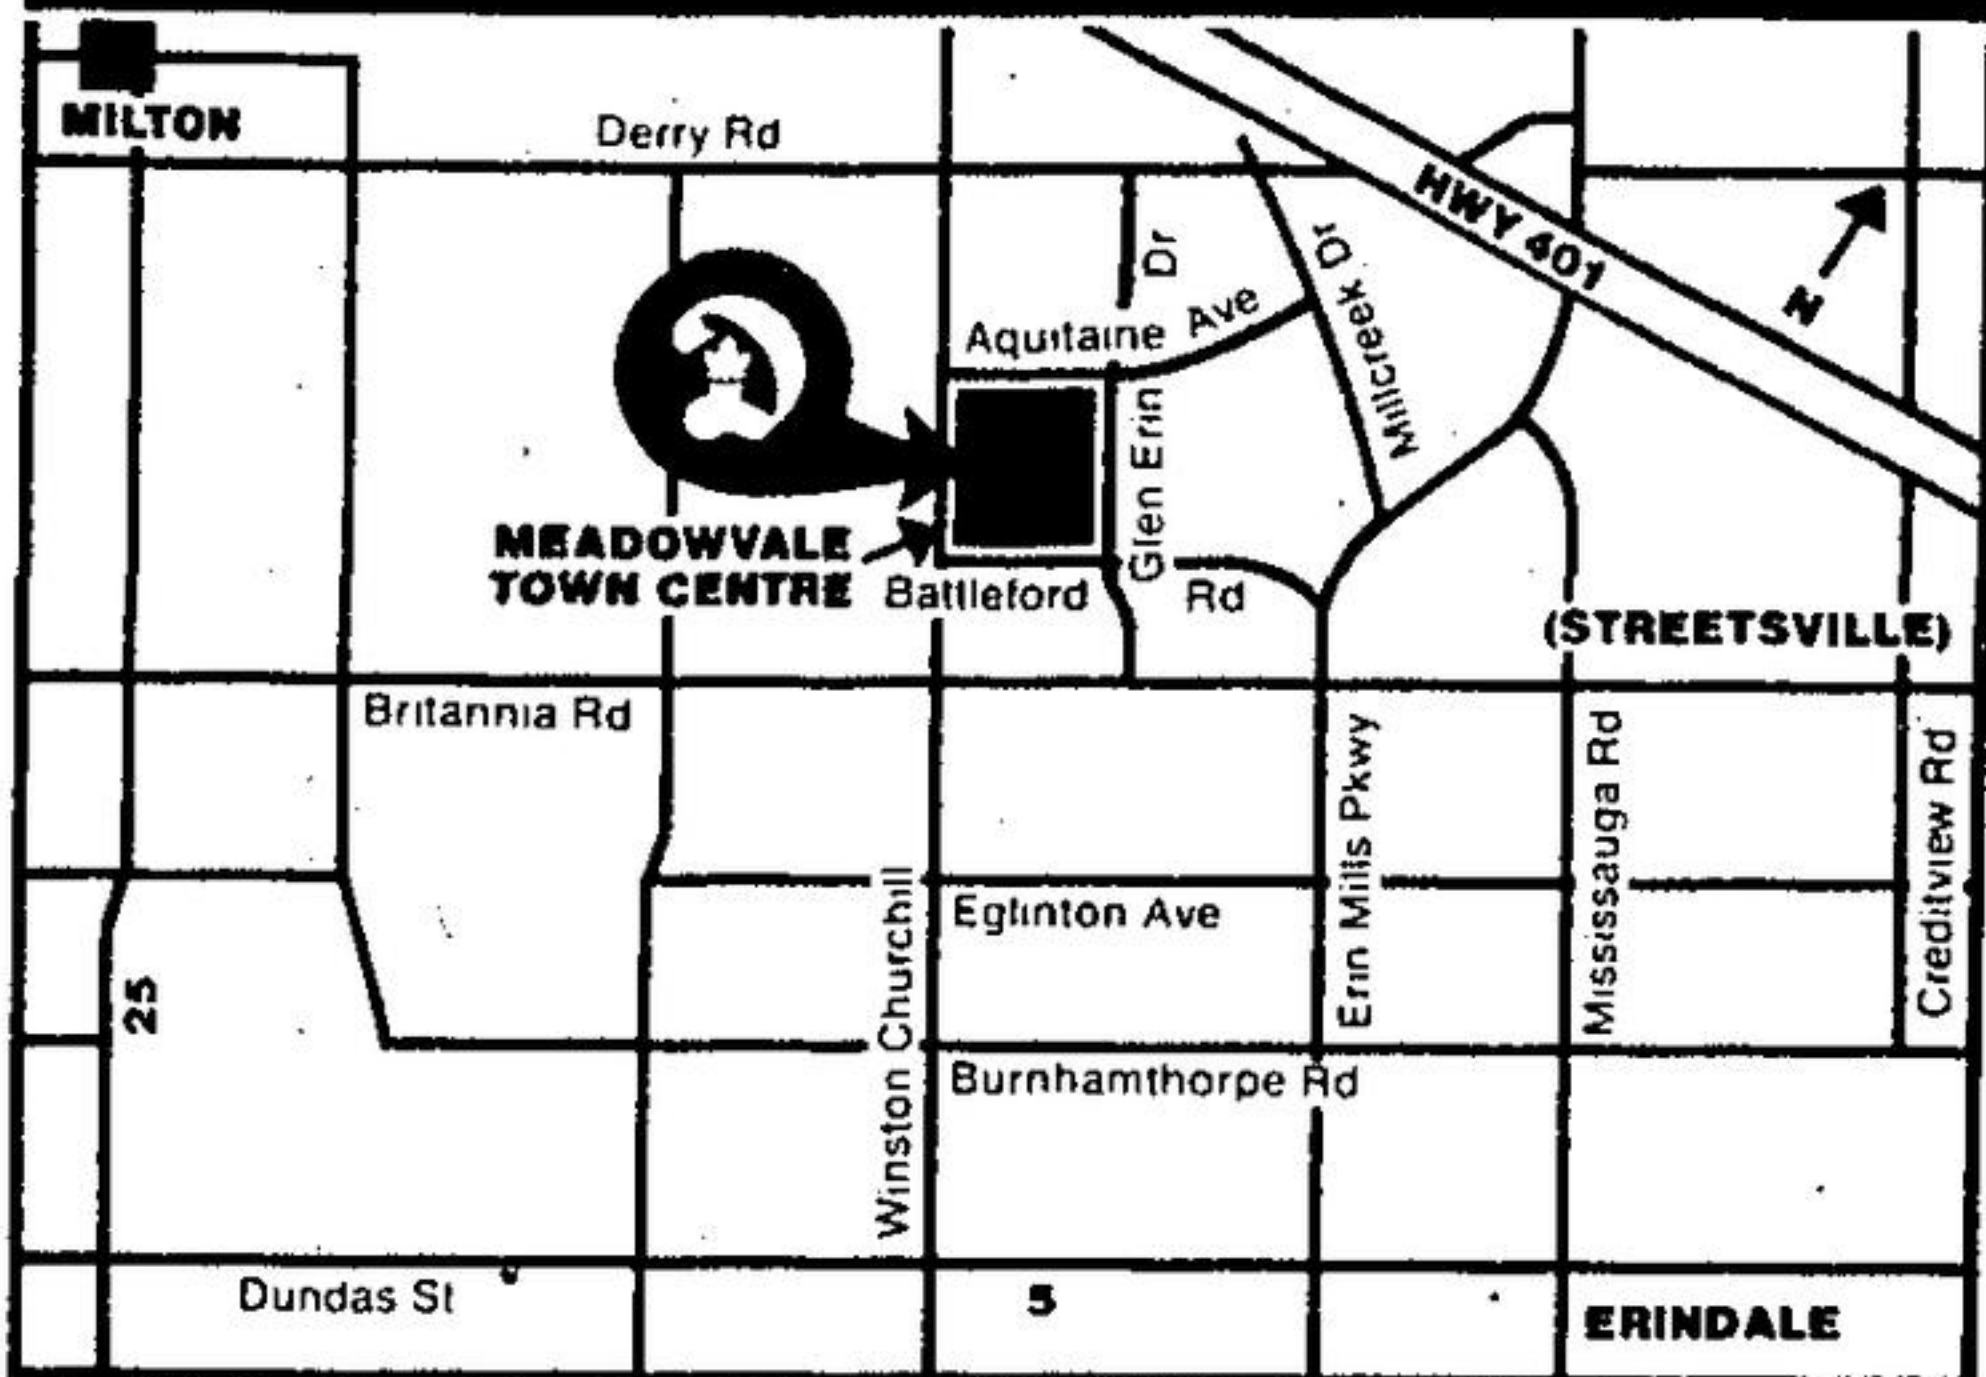 MILTON
Derry Rd
HWY 401
N
Dr
Millcreek Dr
Aquitaine Ave
Glen Erin
MEADOWVALE
TOWN CENTRE
Battleford Rd
(STREETSVILLE)
Britannia Rd
Erin Mills Pkwy
Mississauga Rd
Creditview Rd
Winston Churchill
Eglinton Ave
25
Burnhamthorpe Rd
Dundas St
5
ERINDALE